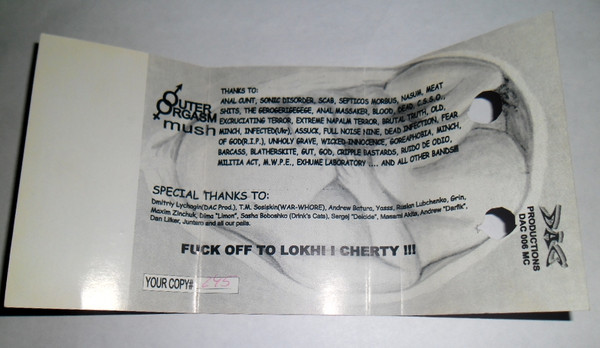 OUTER
ORGASM
mush
THANKS TO:
ANAL CUNT, SONIC DISORDER, SCAB, SEPTICOS MORBUS, NASUM, MEAT
SHITS, THE GEROGERIGEGEGE, ANAL MASSAKER, BLOOD, DEAD, C.S.S.O.,
EXCRUCIATING TERROR, EXTREME NAPALM TERROR, BRUTAL TRUTH, OLD,
MINCH, INFECTED(Ukr), ASSUCK, FULL NOISE NINE, DEAD INFECTION, FEAR
OF GOD(R.I.P.), UNHOLY GRAVE, WICKED INNOCENCE, GOREAPHOBIA, MINCH,
BARCASS, BLATHERSKITE, GUT, GOD, CRIPPLE BASTARDS, RUIDO DE ODIO,
MILITIA ACT, M.W.P.E., EXHUME LABORATORY .... AND ALL OTHER BANDS!!!
SPECIAL THANKS TO:
Dmitriy Lychagin(DAC Prod.), T.M. Sosiskin(WAR-WHORE), Andrew Batura, Yasss, Ruslan Lubchenko, Grin,
Maxim Zinchuk, Dima "Limon", Sasha Boboshko (Drink's Cats), Sergej "Deicide", Masami Akita, Andrew "Darfik",
Dan Lilker, Juntaro and all our palls.
FUCK OFF TO LOKHI I CHERTY !!!
YOUR COPY# 295
DAC
PRODUCTIONS
DAC 006 MC